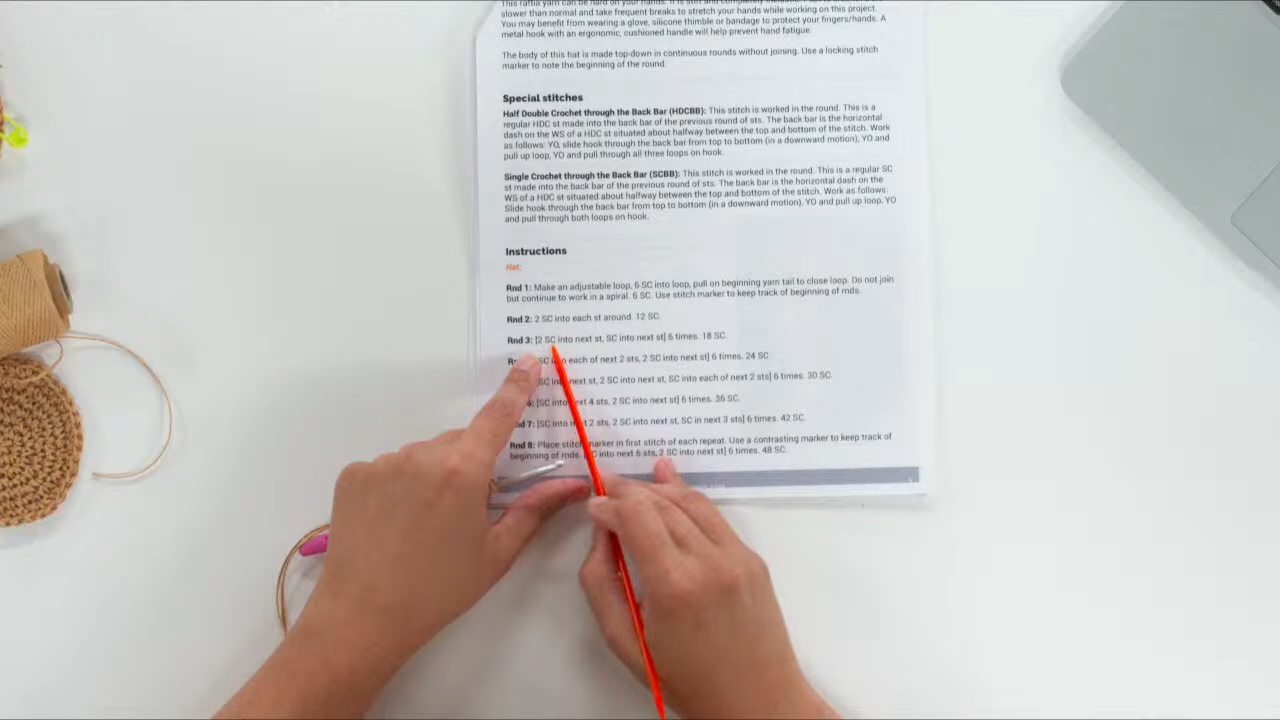 This raffia yarn can be hard on your hands. It is stiff and completely
slower than normal and take frequent breaks to stretch your hands while working on this project.
You may benefit from wearing a glove, silicone thimble or bandage to protect your fingers/hands. A
metal hook with an ergonomic, cushioned handle will help prevent hand fatigue.
The body of this hat is made top-down in continuous rounds without joining. Use a locking stitch
marker to note the beginning of the round.
Special stitches
Half Double Crochet through the Back Bar (HDCBB): This stitch is worked in the round. This is a
regular HDC st made into the back bar of the previous round of sts. The back bar is the horizontal
dash on the WS of a HDC st situated about halfway between the top and bottom of the stitch. Work
as follows: YO, slide hook through the back bar from top to bottom (in a downward motion), YO and
pull up loop, YO and pull through all three loops on hook.
Single Crochet through the Back Bar (SCBB): This stitch is worked in the round. This is a regular SC
st made into the back bar of the previous round of sts. The back bar is the horizontal dash on the
WS of a HDC st situated about halfway between the top and bottom of the stitch. Work as follows:
Slide hook through the back bar from top to bottom (in a downward motion), YO and pull up loop, YO
and pull through both loops on hook.
Instructions
Hat:
Rnd 1: Make an adjustable loop, 6 SC into loop, pull on beginning yarn tail to close loop. Do not join
but continue to work in a spiral. 6 SC. Use stitch marker to keep track of beginning of rnds.
Rnd 2: 2 SC into each st around. 12 SC.
Rnd 3: [2 SC into next st, SC into next st] 6 times. 18 SC.
SC into each of next 2 sts, 2 SC into next st] 6 times. 24 SC.
SC into next st, 2 SC into next st, SC into each of next 2 sts] 6 times. 30 SC.
6: [SC into next 4 sts, 2 SC into next st] 6 times. 36 SC.
nd 7: [SC into next 2 sts, 2 SC into next st, SC in next 3 sts] 6 times. 42 SC.
Rnd 8: Place stitch marker in first stitch of each repeat. Use a contrasting marker to keep track of
beginning of rnds. [SC into next 6 sts, 2 SC into next st] 6 times. 48 SC.